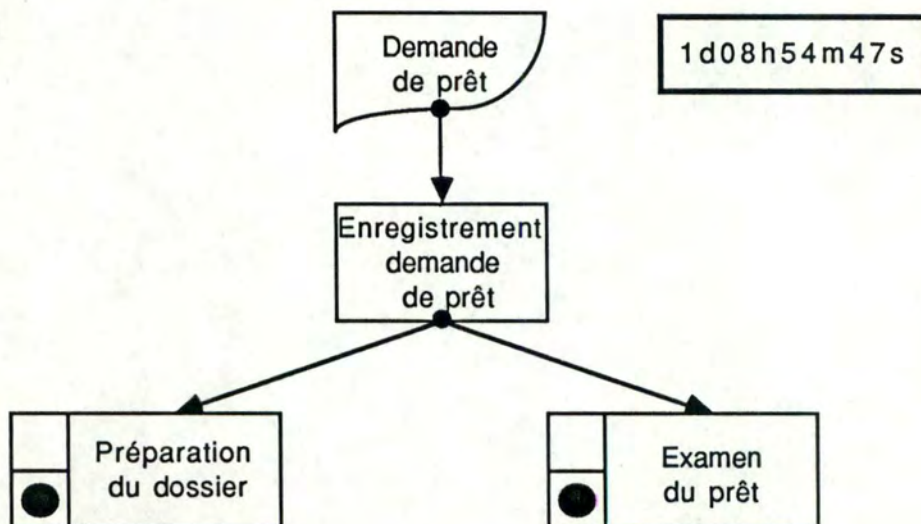 Demande
de prêt
1d08h54m47s
Enregistrement
demande
de prêt
Préparation
du dossier
Examen
du prêt